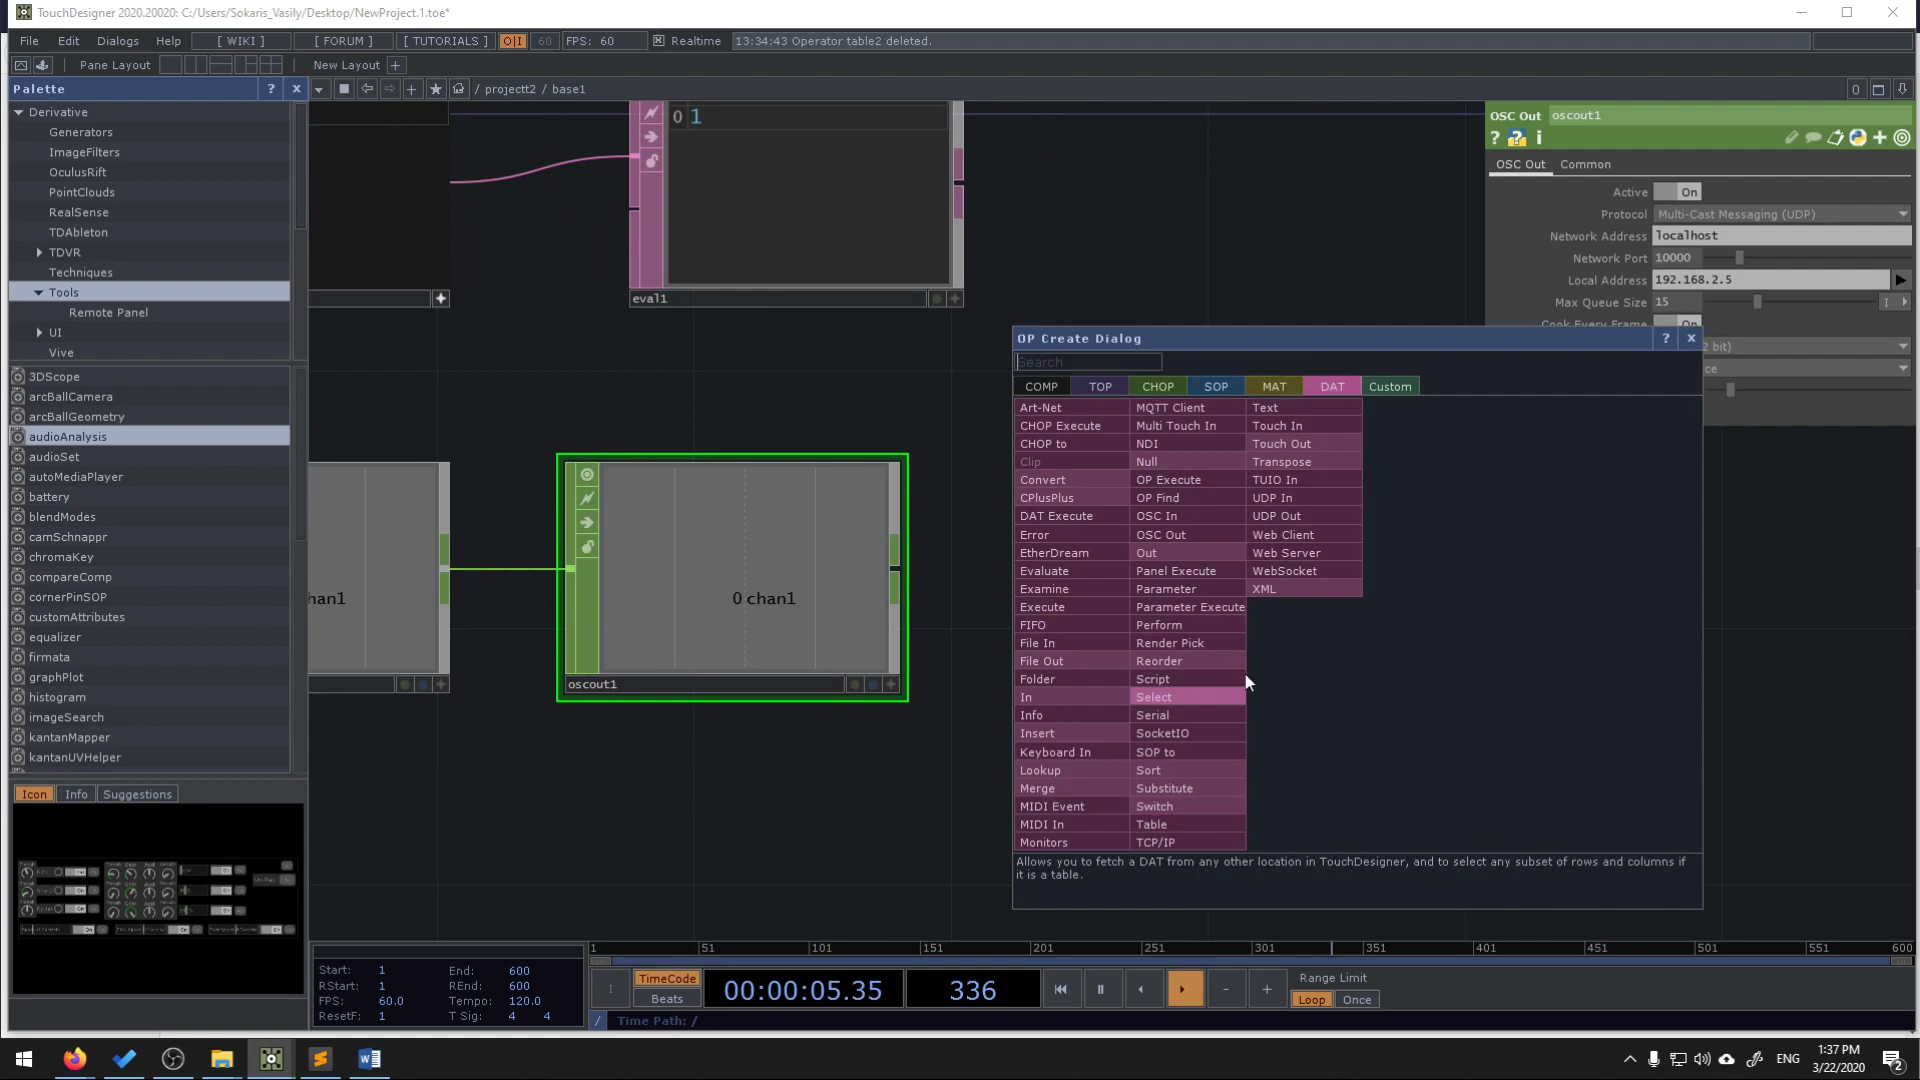 TouchDesigner 2020.20020: C:/Users/Sokaris_Vasily/Desktop/NewProject.1.toe*
File Edit Dialogs Help [ WIKI ] [ FORUM ] [ TUTORIALS ] O|I 60 FPS: 60 Realtime 13:34:43 Operator table2 deleted.
Pane Layout New Layout +
Palette ? x / projectt2 / base1 0
Derivative
Generators
ImageFilters
OculusRift
PointClouds
RealSense
TDAbleton
TDVR
Techniques
Tools
Remote Panel
UI
Vive
3DScope
arcBallCamera
arcBallGeometry
audioAnalysis
audioSet
autoMediaPlayer
battery
blendModes
camSchnappr
chromaKey
compareComp
cornerPinSOP
customAttributes
equalizer
firmata
graphPlot
histogram
imageSearch
kantanMapper
kantanUVHelper
Icon Info Suggestions
0 1
eval1
han1
0 chan1
oscout1
OSC Out oscout1
? i
OSC Out Common
Active On
Protocol Multi-Cast Messaging (UDP)
Network Address localhost
Network Port 10000
Local Address 192.168.2.5
Max Queue Size 15
Cook Every Frame On
2 bit)
ce
OP Create Dialog ? x
Search
COMP TOP CHOP SOP MAT DAT Custom
Art-Net MQTT Client Text
CHOP Execute Multi Touch In Touch In
CHOP to NDI Touch Out
Clip Null Transpose
Convert OP Execute TUIO In
CPlusPlus OP Find UDP In
DAT Execute OSC In UDP Out
Error OSC Out Web Client
EtherDream Out Web Server
Evaluate Panel Execute WebSocket
Examine Parameter XML
Execute Parameter Execute
FIFO Perform
File In Render Pick
File Out Reorder
Folder Script
In Select
Info Serial
Insert SocketIO
Keyboard In SOP to
Lookup Sort
Merge Substitute
MIDI Event Switch
MIDI In Table
Monitors TCP/IP
Allows you to fetch a DAT from any other location in TouchDesigner, and to select any subset of rows and columns if
it is a table.
1 51 101 151 201 251 301 351 401 451 501 551 600
Start: 1 End: 600
RStart: 1 REnd: 600
FPS: 60.0 Tempo: 120.0
ResetF: 1 T Sig: 4 4
1 TimeCode Beats 00:00:05.35 336 - + Range Limit
Loop Once
/ Time Path: /
ENG 1:37 PM
3/22/2020 2